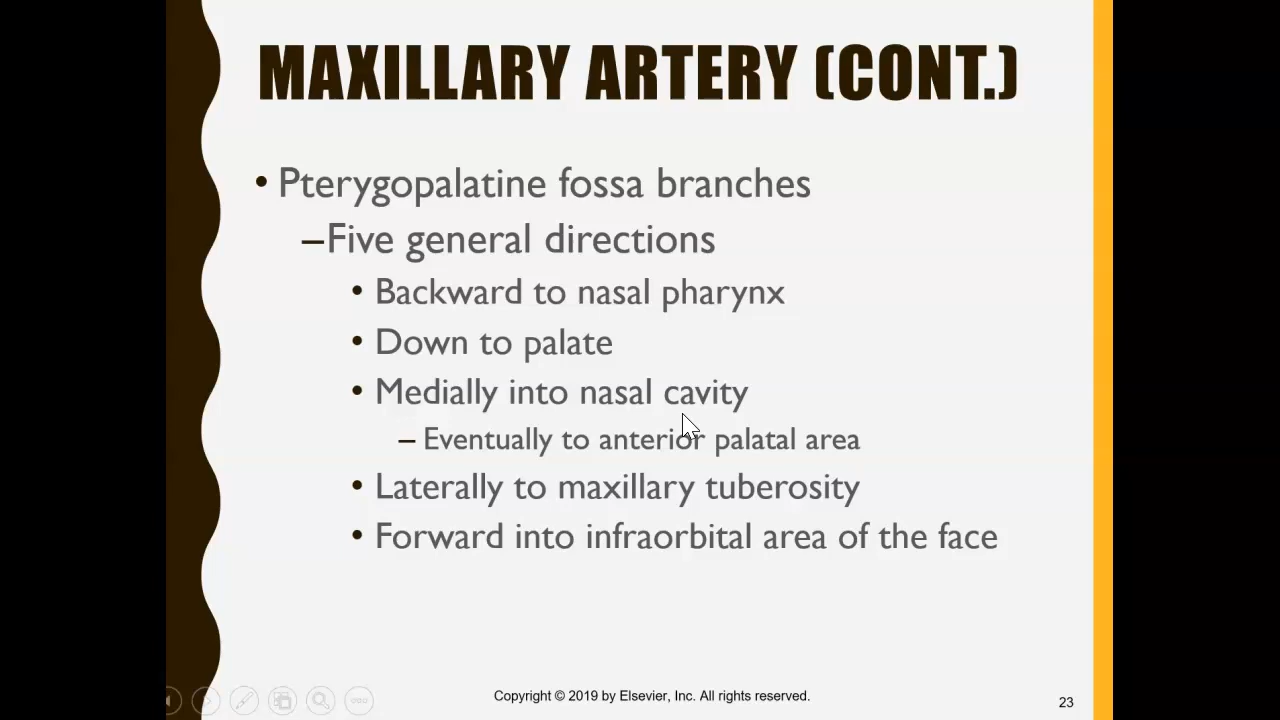 MAXILLARY ARTERY (CONT.)
• Pterygopalatine fossa branches
–Five general directions
• Backward to nasal pharynx
• Down to palate
• Medially into nasal cavity
– Eventually to anterior palatal area
• Laterally to maxillary tuberosity
• Forward into infraorbital area of the face
Copyright © 2019 by Elsevier, Inc. All rights reserved.
23